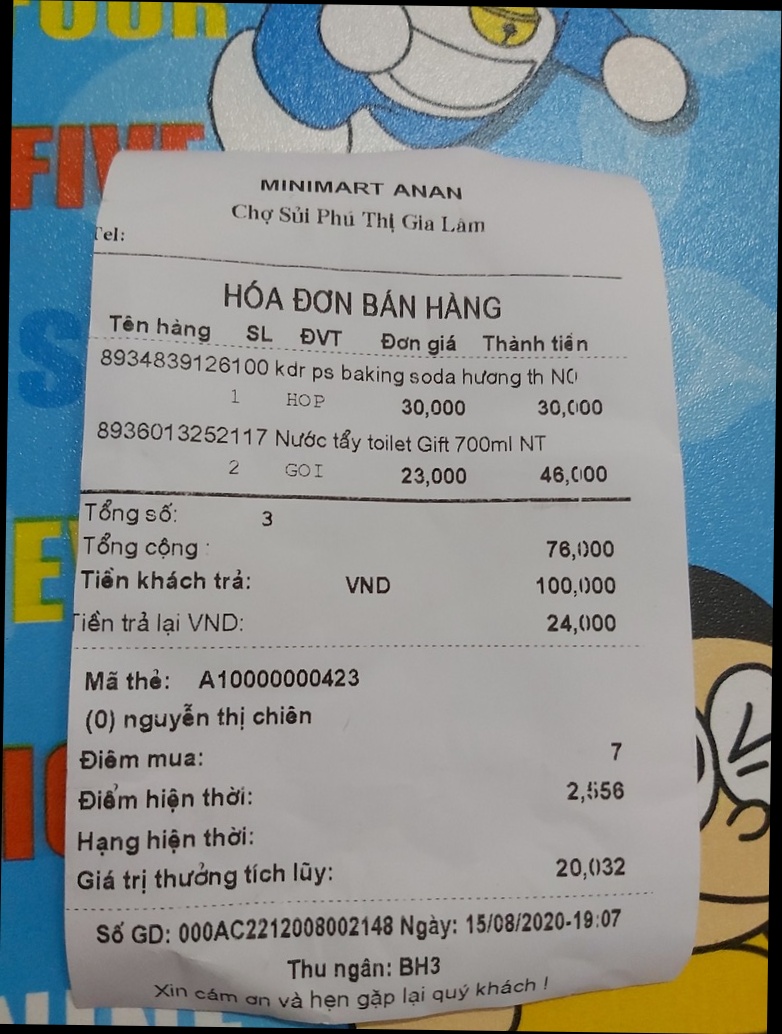 FOUR
FIVE
MINIMART ANAN
Chợ Sủi Phú Thị Gia Lâm
Tel:
HÓA ĐƠN BÁN HÀNG
Tên hàng SL ĐVT Đơn giá Thành tiền
8934839126100 kdr ps baking soda hương th
1 HOP 30,000 30,000
8936013252117 Nước tẩy toilet Gift 700ml NT
2 GOI 23,000 46,000
Tổng số: 3
Tổng cộng : 76,000
Tiền khách trả: VND 100,000
Tiền trả lại VND: 24,000
Mã thẻ: A10000000423
(0) nguyễn thị chiên
Điêm mua: 7
Điểm hiện thời: 2,556
Hạng hiện thời:
Giá trị thưởng tích lũy: 20,032
Số GD: 000AC2212008002148 Ngày: 15/08/2020-19:07
Thu ngân: BH3
Xin cám ơn và hẹn gặp lại quý khách !
NINE